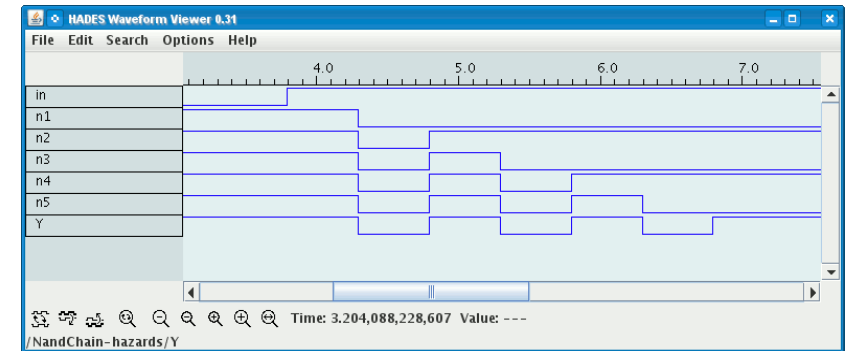 HADES Waveform Viewer 0.31
File Edit Search Options Help
4.0 5.0 6.0 7.0
in
n1
n2
n3
n4
n5
Y
Time: 3.204,088,228,607 Value: ---
/NandChain-hazards/Y